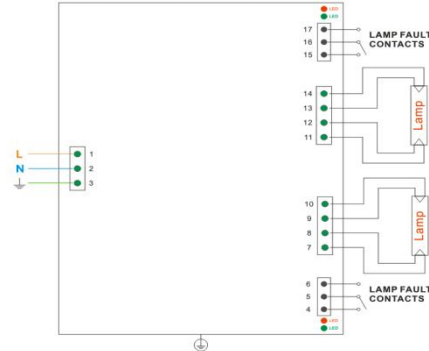 LED
LED
17
16
15
LAMP FAULT
CONTACTS
14
13
12
11
Lamp
L
N
1
2
3
10
9
8
7
Lamp
6
5
4
LAMP FAULT
CONTACTS
LED
LED